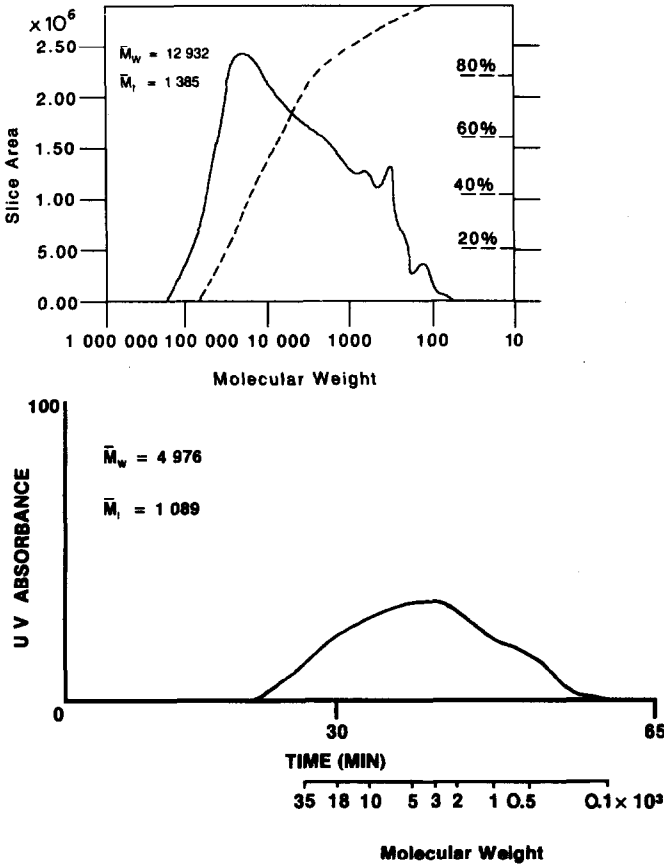 ×10⁶
2.50
2.00
1.50
1.00
5.00
0.00
Slice Area
M̄w = 12 932
M̄ᵢ = 1 385
80%
60%
40%
20%
1 000 000 100 000 10 000 1000 100 10
Molecular Weight
100
UV ABSORBANCE
M̄w = 4 976
M̄ᵢ = 1 089
0
30
65
TIME (MIN)
35 18 10 5 3 2 1 0.5 0.1 × 10³
Molecular Weight